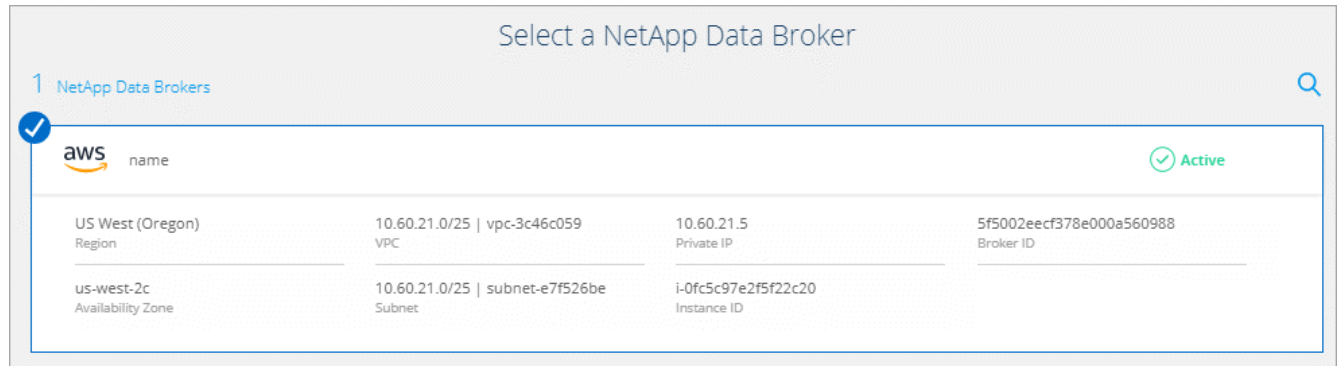 Select a NetApp Data Broker
1 NetApp Data Brokers
aws name Active
US West (Oregon) 10.60.21.0/25 | vpc-3c46c059 10.60.21.5 5f5002eecf378e000a560988
Region VPC Private IP Broker ID
us-west-2c 10.60.21.0/25 | subnet-e7f526be i-0fc5c97e2f5f22c20
Availability Zone Subnet Instance ID